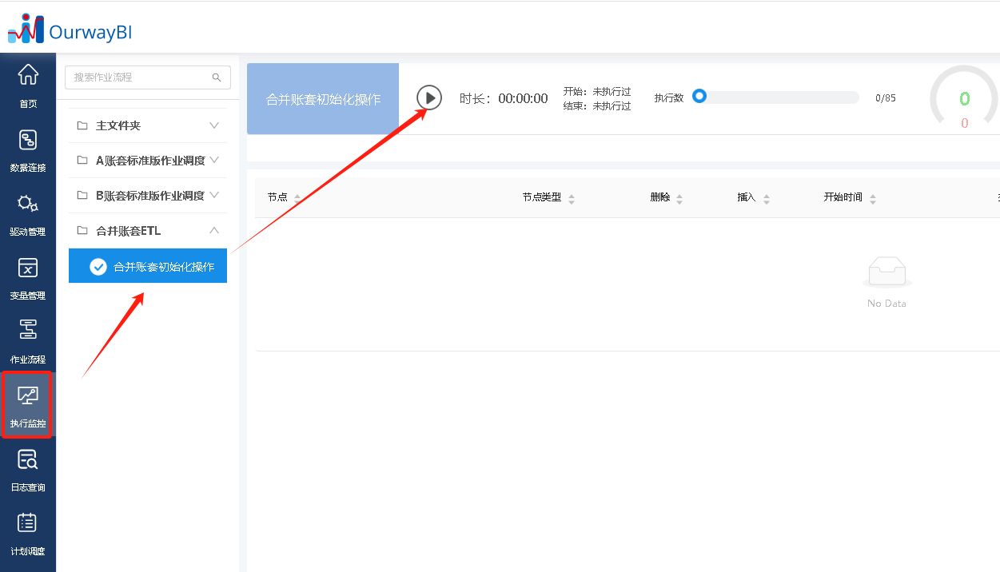 OurwayBI
首页
数据连接
驱动管理
变量管理
作业流程
执行监控
日志查询
计划调度
搜索作业流程
主文件夹
A账套标准版作业调度
B账套标准版作业调度
合并账套ETL
合并账套初始化操作
合并账套初始化操作
时长：00:00:00
开始：未执行过
结束：未执行过
执行数
0/85
0
0
节点
节点类型
删除
插入
开始时间
No Data